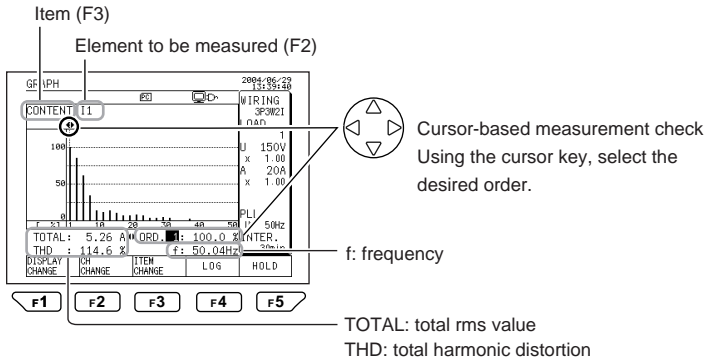 Item (F3)
Element to be measured (F2)
GRAPH
2004/06/29
13:39:40
PC
CONTENT I1
WIRING
3P3W2I
LOAD
1
U 150V
x 1.00
A 20A
x 1.00
PLL
U 50Hz
INTER.
30min
100
50
0
[ %] 1 10 20 30 40 50
TOTAL: 5.26 A ORD. 1: 100.0 %
THD : 114.6 % f: 50.04Hz
DISPLAY CHANGE
CH CHANGE
ITEM CHANGE
LOG
HOLD
F1 F2 F3 F4 F5
Cursor-based measurement check
Using the cursor key, select the
desired order.
f: frequency
TOTAL: total rms value
THD: total harmonic distortion